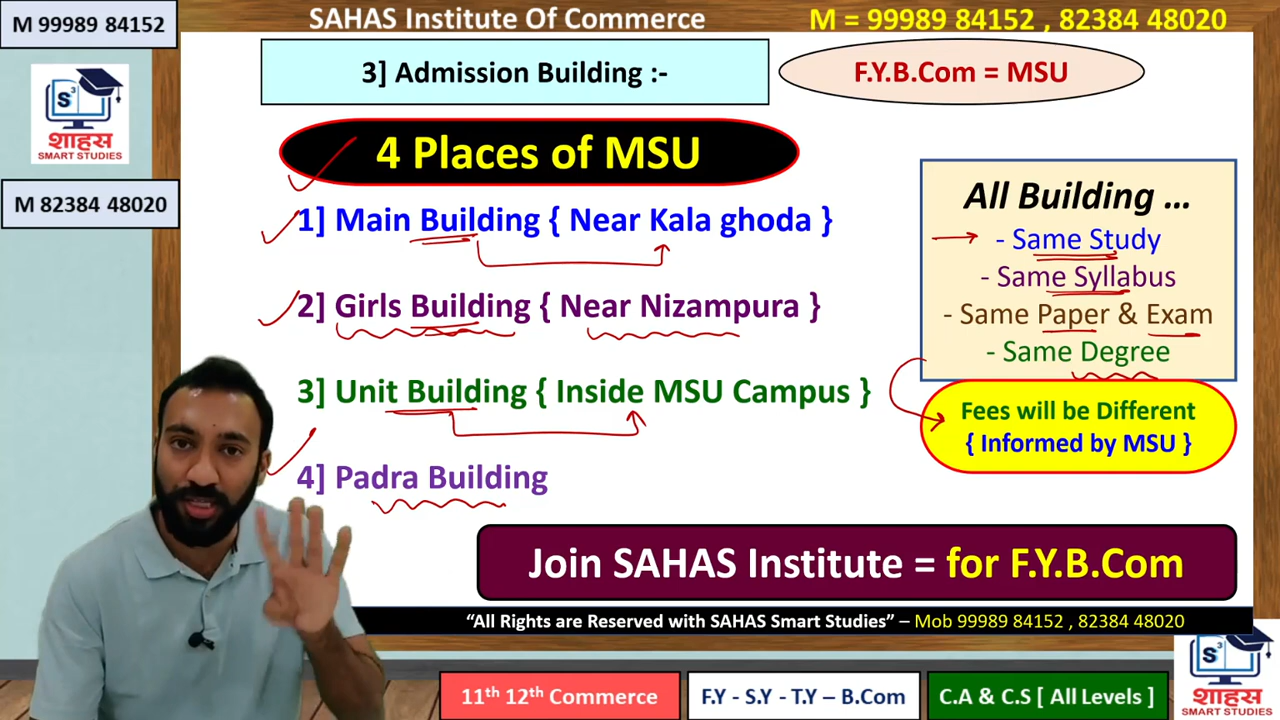 M 99989 84152
SAHAS Institute Of Commerce
M = 99989 84152 , 82384 48020
3] Admission Building :-
F.Y.B.Com = MSU
S³
शाहस
SMART STUDIES
M 82384 48020
4 Places of MSU
1] Main Building { Near Kala ghoda }
2] Girls Building { Near Nizampura }
3] Unit Building { Inside MSU Campus }
4] Padra Building
All Building ...
- Same Study
- Same Syllabus
- Same Paper & Exam
- Same Degree
Fees will be Different
{ Informed by MSU }
Join SAHAS Institute = for F.Y.B.Com
“All Rights are Reserved with SAHAS Smart Studies” – Mob 99989 84152 , 82384 48020
11th 12th Commerce
F.Y - S.Y - T.Y – B.Com
C.A & C.S [ All Levels ]
S³
शाहस
SMART STUDIES